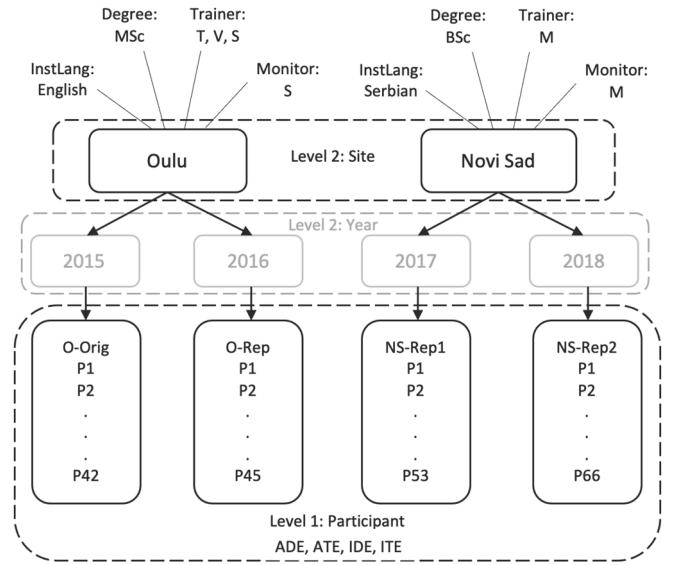 Degree:
MSc
Trainer:
T, V, S
InstLang:
English
Monitor:
S
Degree:
BSc
Trainer:
M
InstLang:
Serbian
Monitor:
M
Oulu
Level 2: Site
Novi Sad
Level 2: Year
2015
2016
2017
2018
O-Orig
P1
P2
.
.
.
P42
O-Rep
P1
P2
.
.
.
P45
NS-Rep1
P1
P2
.
.
.
P53
NS-Rep2
P1
P2
.
.
.
P66
Level 1: Participant
ADE, ATE, IDE, ITE